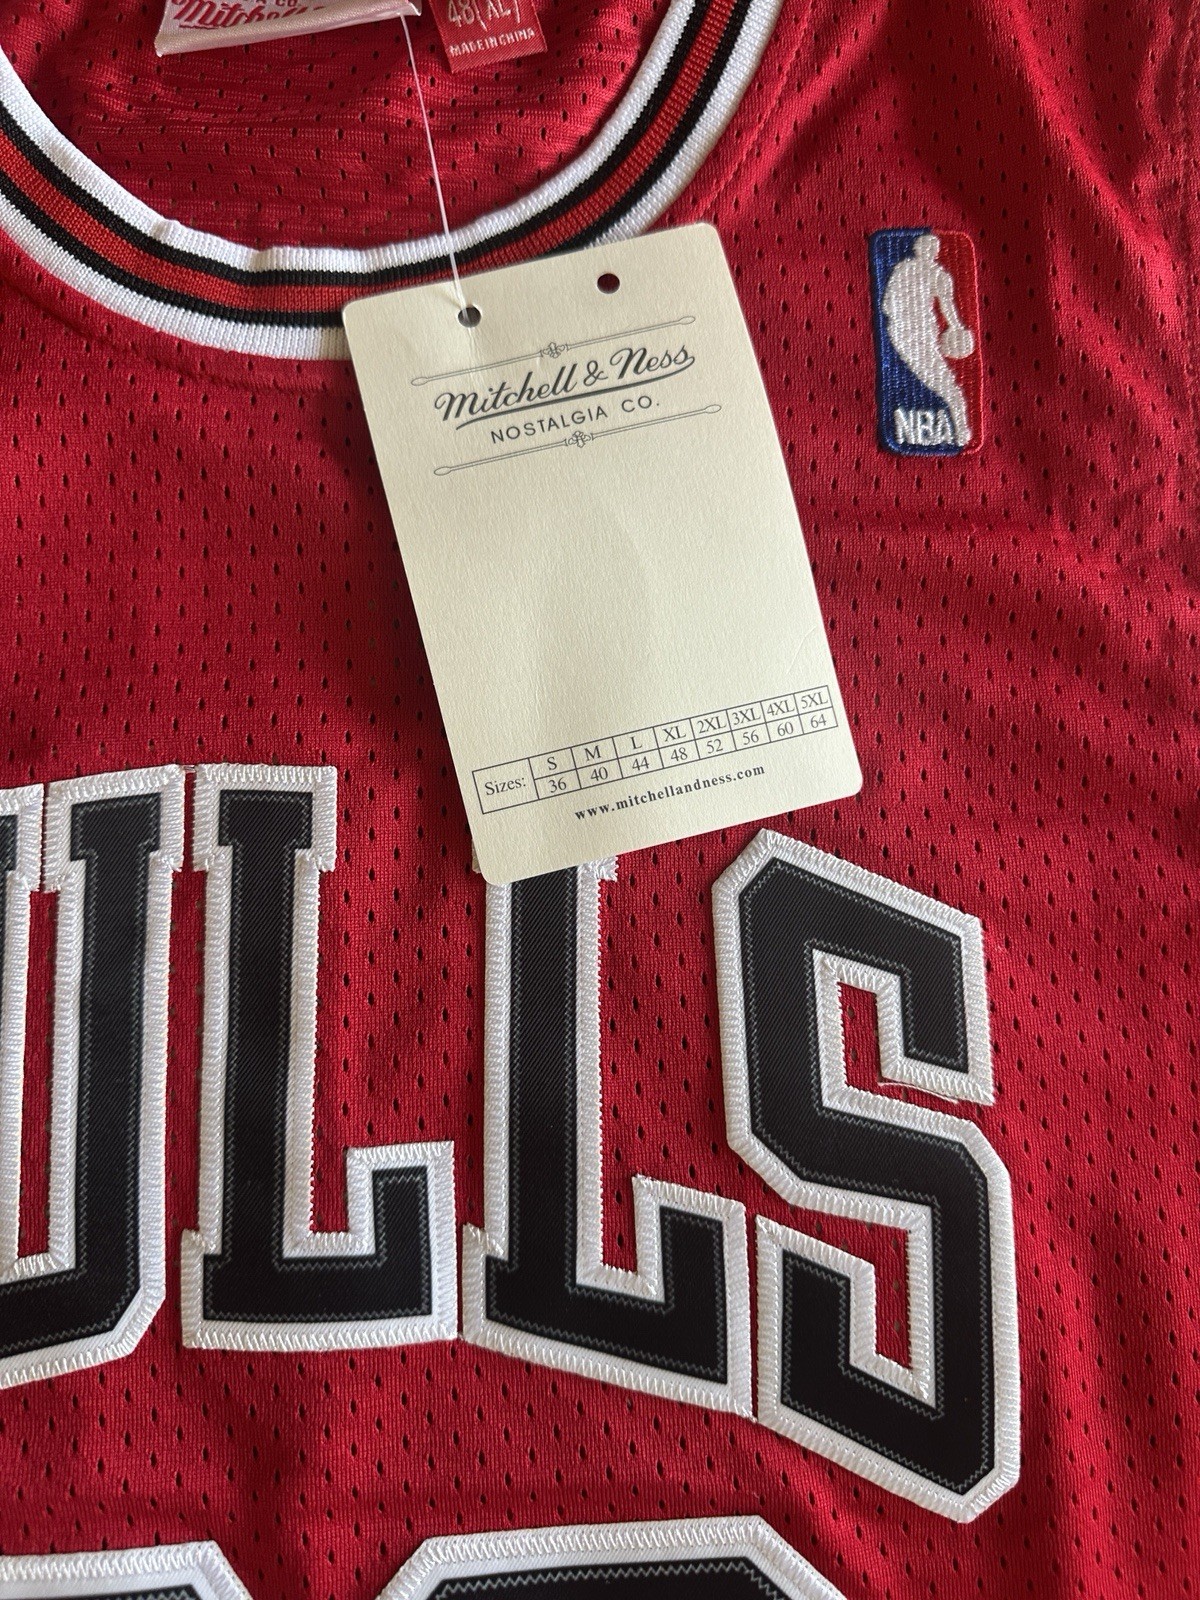 Mitchell
48(XL)
MADE IN CHINA
Mitchell & Ness
NOSTALGIA CO.
NBA
Sizes: S M L XL 2XL 3XL 4XL 5XL
36 40 44 48 52 56 60 64
www.mitchellandness.com
ULLS